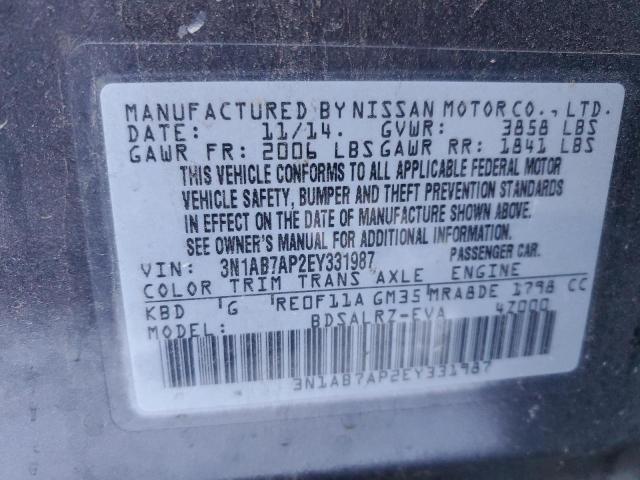 MANUFACTURED BY NISSAN MOTOR CO., LTD.
DATE: 11/14. GVWR: 3858 LBS
GAWR FR: 2006 LBS GAWR RR: 1841 LBS
THIS VEHICLE CONFORMS TO ALL APPLICABLE FEDERAL MOTOR
VEHICLE SAFETY, BUMPER AND THEFT PREVENTION STANDARDS
IN EFFECT ON THE DATE OF MANUFACTURE SHOWN ABOVE.
SEE OWNER'S MANUAL FOR ADDITIONAL INFORMATION.
VIN: 3N1AB7AP2EY331987 PASSENGER CAR.
COLOR TRIM TRANS AXLE ENGINE
KBD G RE0F11A GM35 MRA8DE 1798 CC
MODEL: BDSALRZ-EVA 4Z000
3N1AB7AP2EY331987